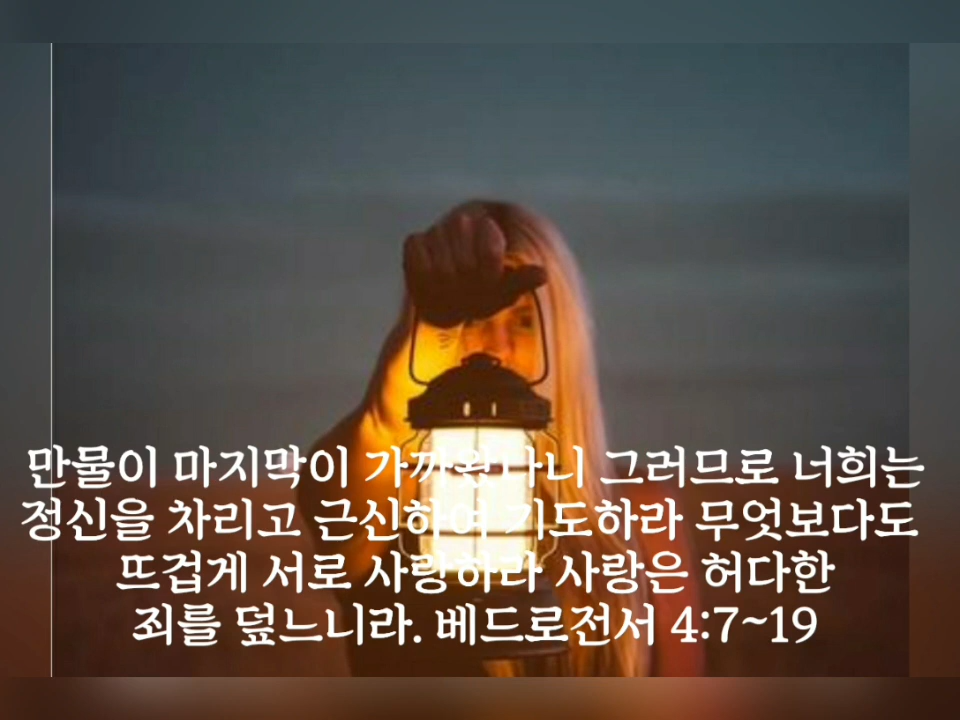 만물이 마지막이 가까왔나니 그러므로 너희는
정신을 차리고 근신하여 기도하라 무엇보다도
뜨겁게 서로 사랑하라 사랑은 허다한
죄를 덮느니라. 베드로전서 4:7~19